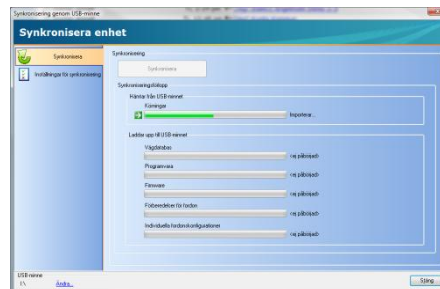 Synkronisering genom USB-minne
Synkronisera enhet
Synkronisera
Inställningar för synkronisering
Synkronisering
Synkronisera
Synkroniseringsförlopp
Hämtar från USB-minnet
Körningar
Importerar...
Laddar upp till USB-minnet
Vägdatabas
<ej påbörjad>
Programvara
<ej påbörjad>
Firmware
<ej påbörjad>
Förberedelser för fordon
<ej påbörjad>
Individuella fordonskonfigurationer
<ej påbörjad>
USB-minne
I:\
Ändra...
Stäng